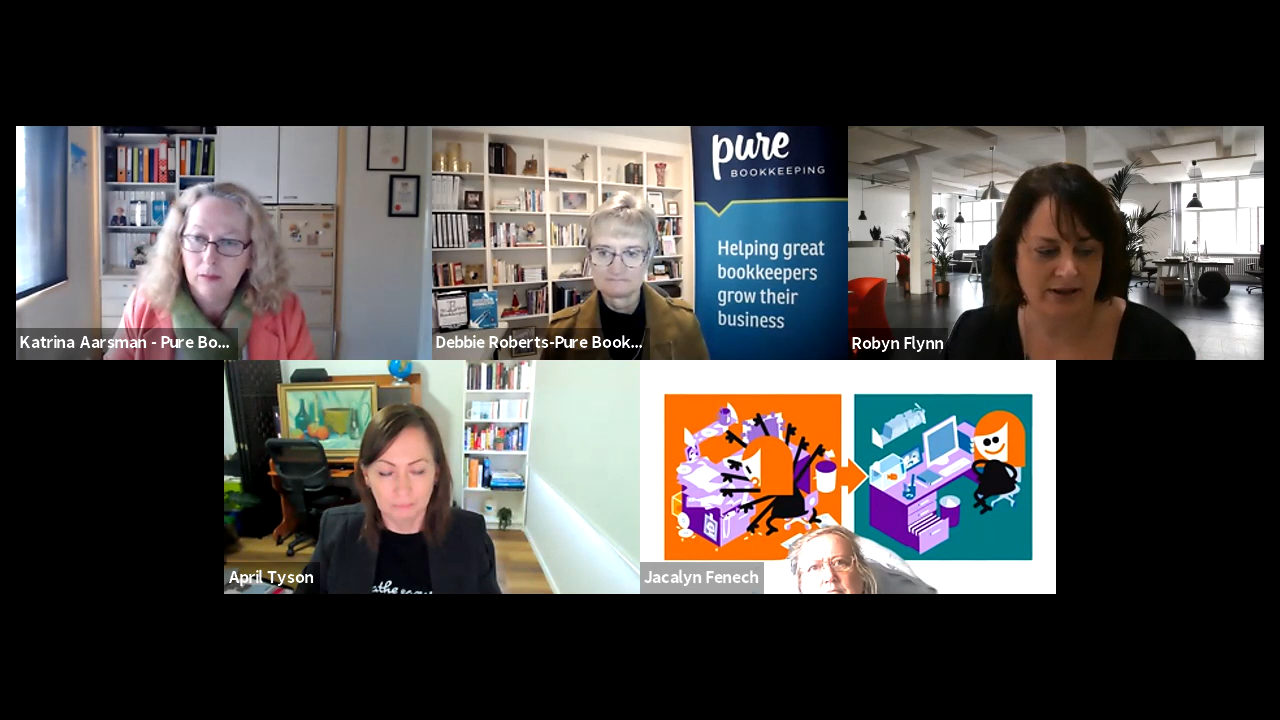 pure
BOOKKEEPING
Helping great
bookkeepers
grow their
business
Katrina Aarsman - Pure Bo...
Debbie Roberts-Pure Book...
Robyn Flynn
April Tyson
Jacalyn Fenech